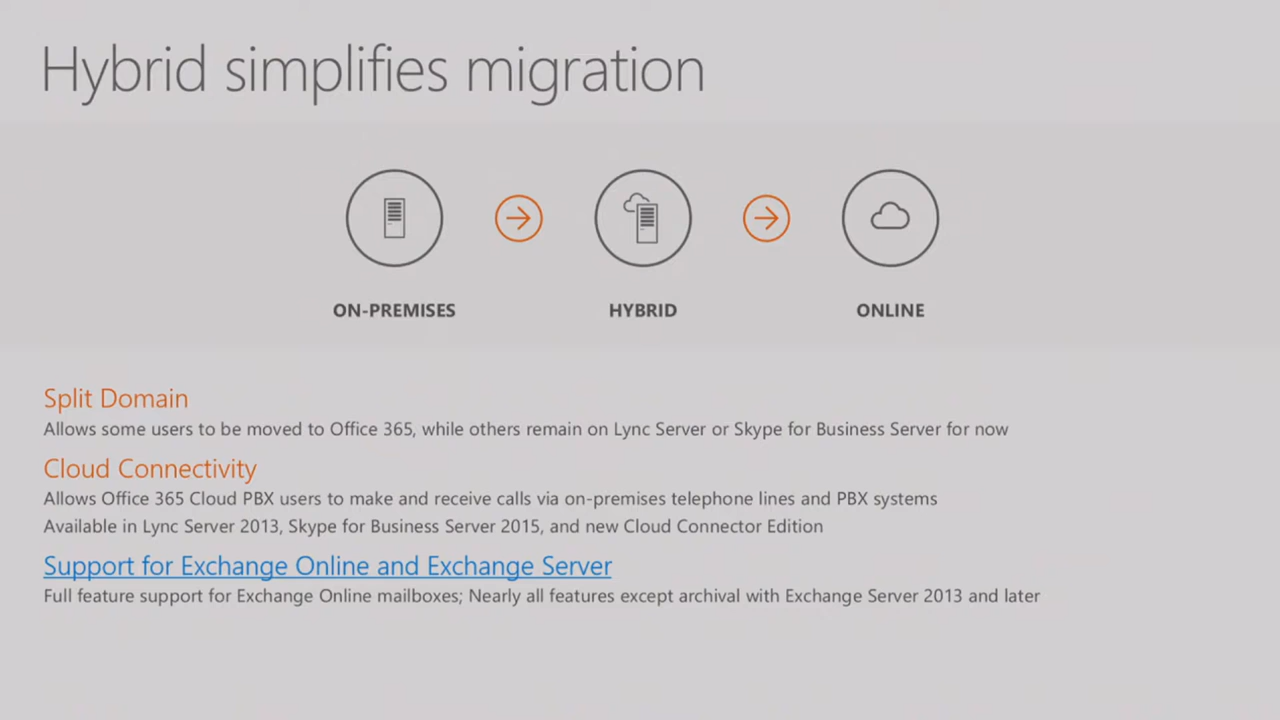 Hybrid simplifies migration
ON-PREMISES
HYBRID
ONLINE
Split Domain
Allows some users to be moved to Office 365, while others remain on Lync Server or Skype for Business Server for now
Cloud Connectivity
Allows Office 365 Cloud PBX users to make and receive calls via on-premises telephone lines and PBX systems
Available in Lync Server 2013, Skype for Business Server 2015, and new Cloud Connector Edition
Support for Exchange Online and Exchange Server
Full feature support for Exchange Online mailboxes; Nearly all features except archival with Exchange Server 2013 and later